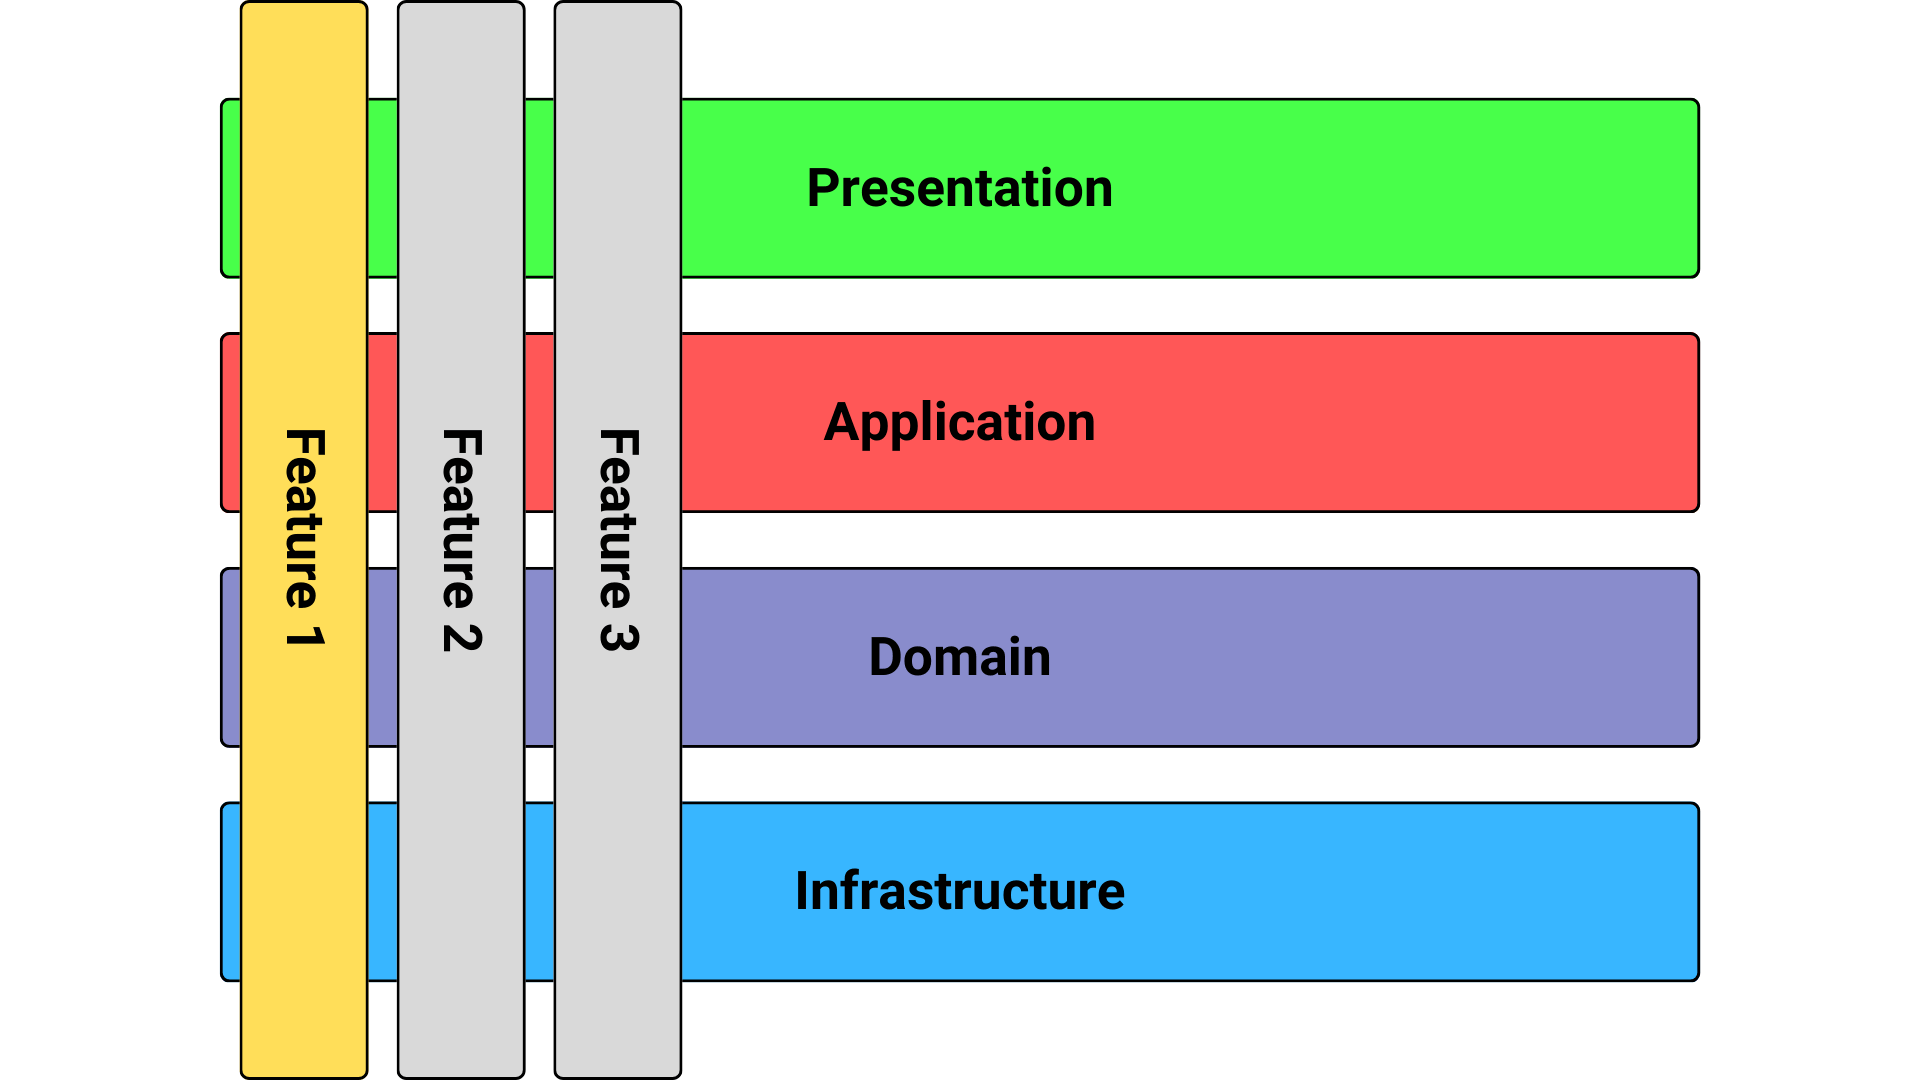 Feature 1
Feature 2
Feature 3
Presentation
Application
Domain
Infrastructure